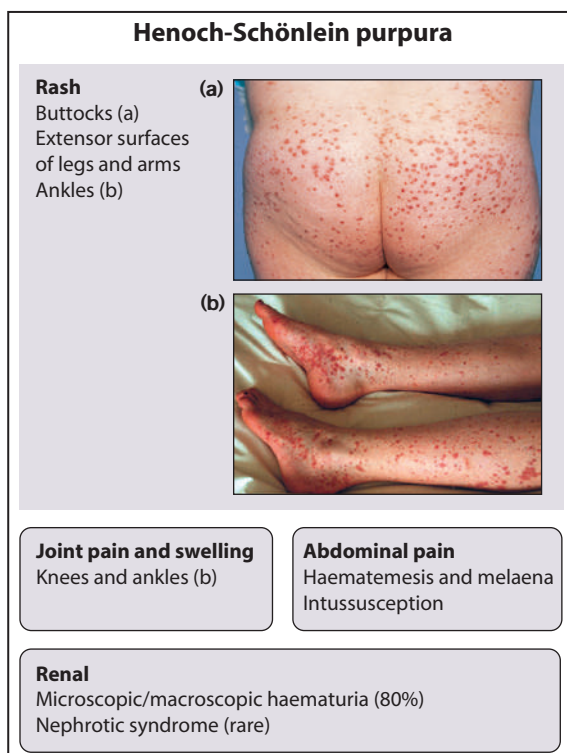 Henoch-Schönlein purpura
Rash
Buttocks (a)
Extensor surfaces
of legs and arms
Ankles (b)
(a)
(b)
Joint pain and swelling
Knees and ankles (b)
Abdominal pain
Haematemesis and melaena
Intussusception
Renal
Microscopic/macroscopic haematuria (80%)
Nephrotic syndrome (rare)